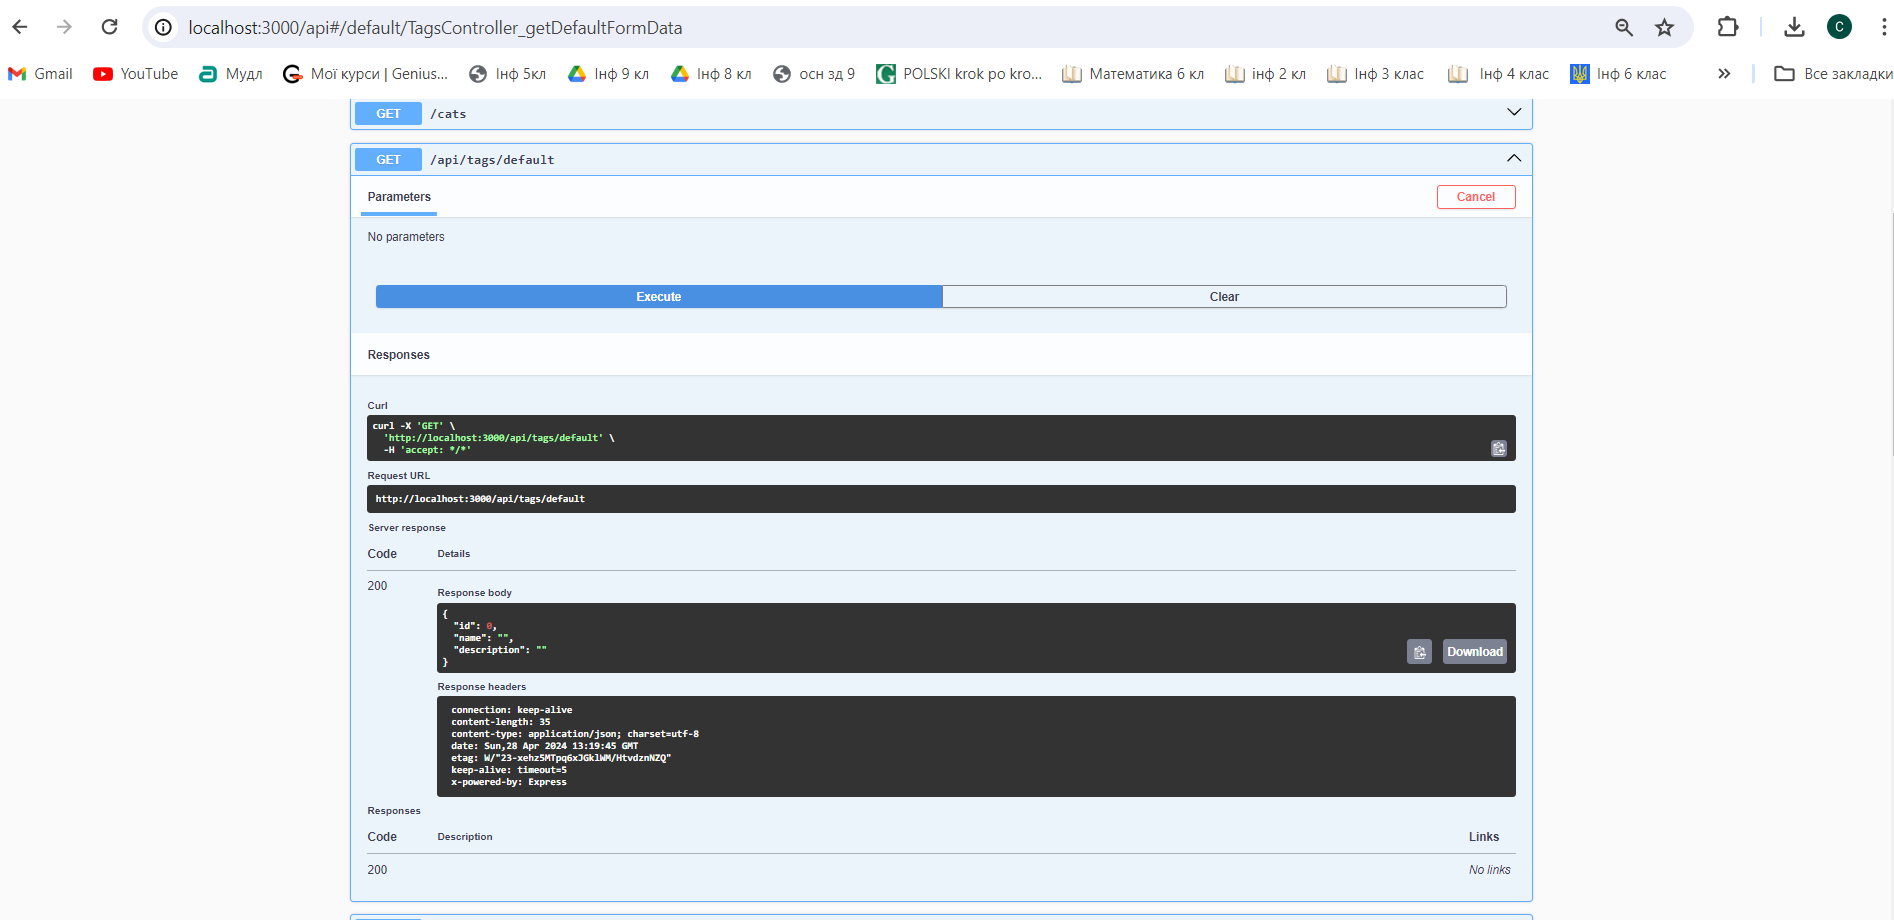 localhost:3000/api#/default/TagsController_getDefaultFormData
C
Gmail YouTube Мудл Мої курси | Genius... Інф 5кл Інф 9 кл Інф 8 кл осн зд 9 POLSKI krok po kro... Математика 6 кл інф 2 кл Інф 3 клас Інф 4 клас Інф 6 клас » Все закладки
GET /cats
GET /api/tags/default
Parameters Cancel
No parameters
Execute Clear
Responses
Curl
curl -X 'GET' \
'http://localhost:3000/api/tags/default' \
-H 'accept: */*'
Request URL
http://localhost:3000/api/tags/default
Server response
Code Details
200
Response body
{
"id": 0,
"name": "",
"description": ""
}
Download
Response headers
connection: keep-alive
content-length: 35
content-type: application/json; charset=utf-8
date: Sun,28 Apr 2024 13:19:45 GMT
etag: W/"23-xehz5MTpq6xJGklWM/HtvdznNZQ"
keep-alive: timeout=5
x-powered-by: Express
Responses
Code Description Links
200 No links